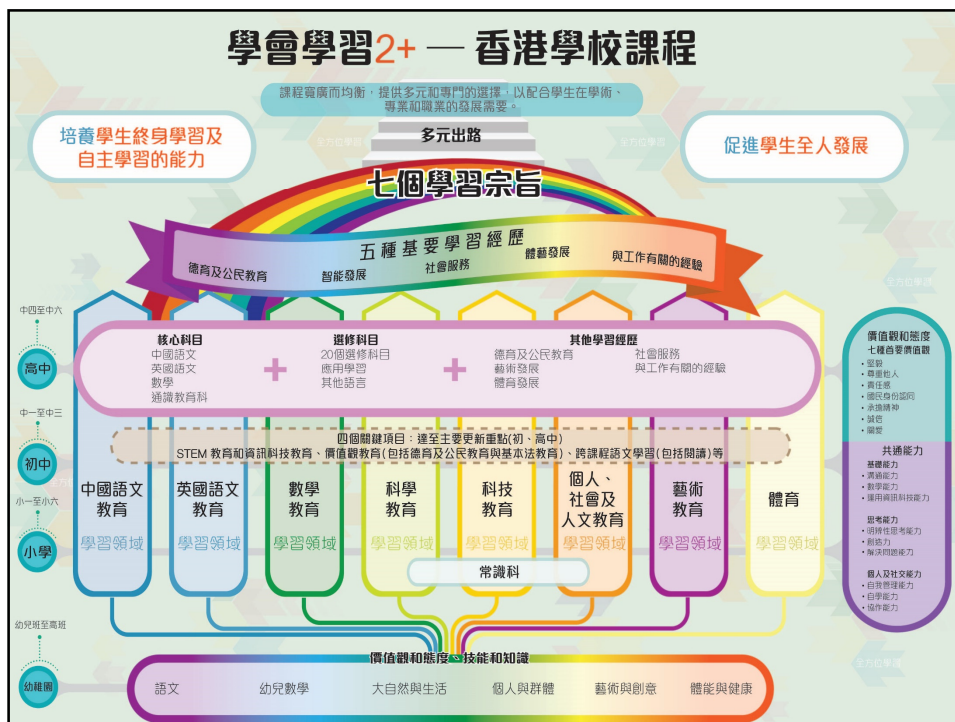 學會學習2+ — 香港學校課程
課程寬廣而均衡，提供多元和專門的選擇，以配合學生在學術、
專業和職業的發展需要。
培養學生終身學習及
自主學習的能力
多元出路
促進學生全人發展
七個學習宗旨
五種基要學習經歷
德育及公民教育
智能發展
社會服務
體藝發展
與工作有關的經驗
中四至中六
高中
核心科目
中國語文
英國語文
數學
通識教育科
+
選修科目
20個選修科目
應用學習
其他語言
+
其他學習經歷
德育及公民教育 社會服務
藝術發展 與工作有關的經驗
體育發展
中一至中三
初中
四個關鍵項目：達至主要更新重點(初、高中)
STEM 教育和資訊科技教育、價值觀教育(包括德育及公民教育與基本法教育)、跨課程語文學習(包括閱讀)等
小一至小六
小學
中國語文
教育
學習領域
英國語文
教育
學習領域
數學
教育
學習領域
科學
教育
學習領域
科技
教育
學習領域
個人、
社會及
人文教育
學習領域
藝術
教育
學習領域
體育
學習領域
常識科
幼兒班至高班
幼稚園
價值觀和態度、技能和知識
語文
幼兒數學
大自然與生活
個人與群體
藝術與創意
體能與健康
價值觀和態度
七種首要價值觀
• 堅毅
• 尊重他人
• 責任感
• 國民身份認同
• 承擔精神
• 誠信
• 關愛
共通能力
基礎能力
• 溝通能力
• 數學能力
• 運用資訊科技能力
思考能力
• 明辨性思考能力
• 創造力
• 解決問題能力
個人及社交能力
• 自我管理能力
• 自學能力
• 協作能力
全方位學習
全方位學習
全方位學習